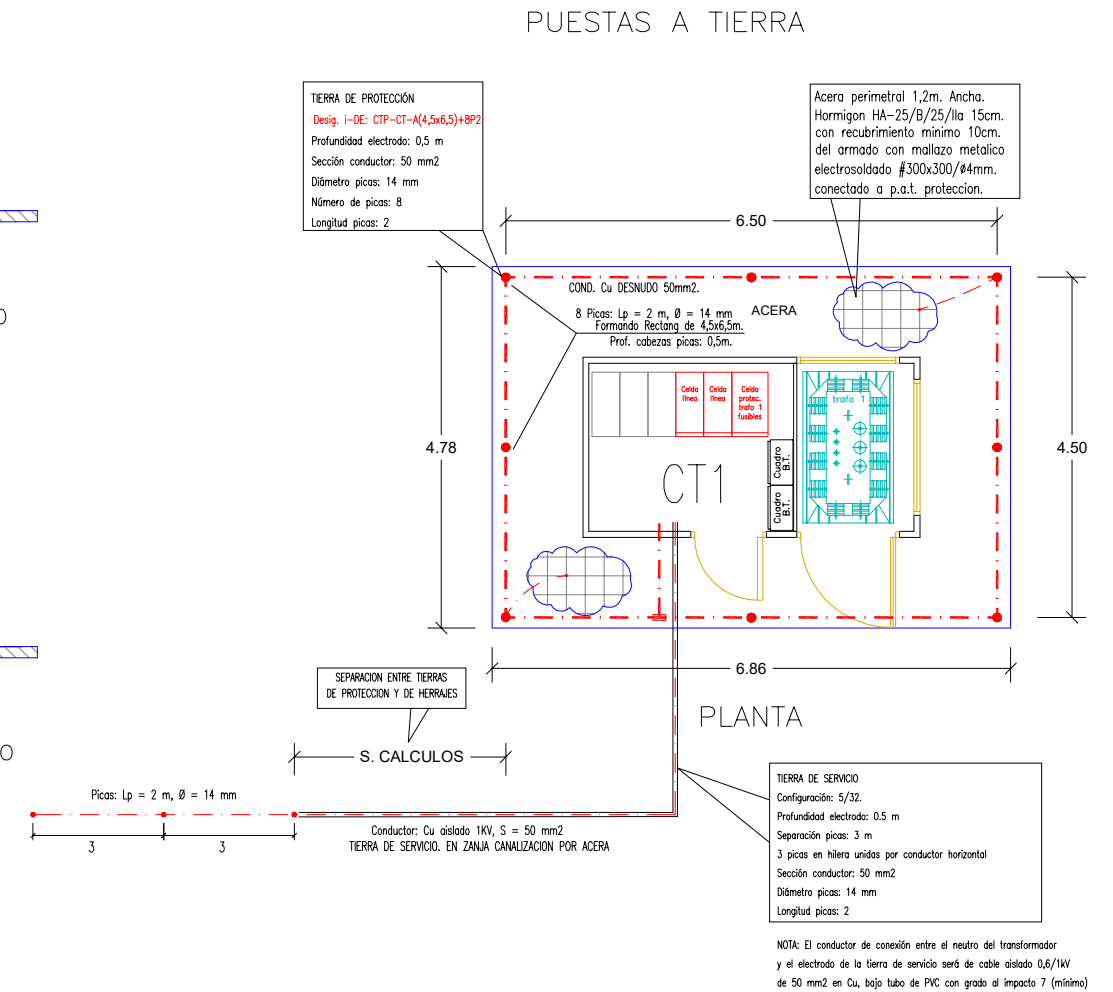 PUESTAS A TIERRA
TIERRA DE PROTECCIÓN
Desig. i-DE: CTP-CT-A(4,5x6,5)+8P2
Profundidad electrodo: 0,5 m
Sección conductor: 50 mm2
Diámetro picas: 14 mm
Número de picas: 8
Longitud picas: 2
Acera perimetral 1,2m. Ancha.
Hormigon HA-25/B/25/IIa 15cm.
con recubrimiento minimo 10cm.
del armado con mallazo metalico
electrosoldado #300x300/Ø4mm.
conectado a p.a.t. proteccion.
6.50
COND. Cu DESNUDO 50mm2.
ACERA
8 Picas: Lp = 2 m, Ø = 14 mm
Formando Rectang de 4,5x6,5m.
Prof. cabezas picas: 0,5m.
O
Celda
línea
Celda
línea
Celda
protec.
trafo 1
fusibles
trafo 1
4.78
4.50
CT1
Cuadro
B.T.
Cuadro
B.T.
6.86
SEPARACION ENTRE TIERRAS
DE PROTECCION Y DE HERRAJES
PLANTA
O
S. CALCULOS
Picas: Lp = 2 m, Ø = 14 mm
3
3
Conductor: Cu aislado 1KV, S = 50 mm2
TIERRA DE SERVICIO. EN ZANJA CANALIZACION POR ACERA
TIERRA DE SERVICIO
Configuración: 5/32.
Profundidad electrodo: 0.5 m
Separación picas: 3 m
3 picas en hilera unidas por conductor horizontal
Sección conductor: 50 mm2
Diámetro picas: 14 mm
Longitud picas: 2
NOTA: El conductor de conexión entre el neutro del transformador
y el electrodo de la tierra de servicio será de cable aislado 0,6/1kV
de 50 mm2 en Cu, bajo tubo de PVC con grado al impacto 7 (mínimo)